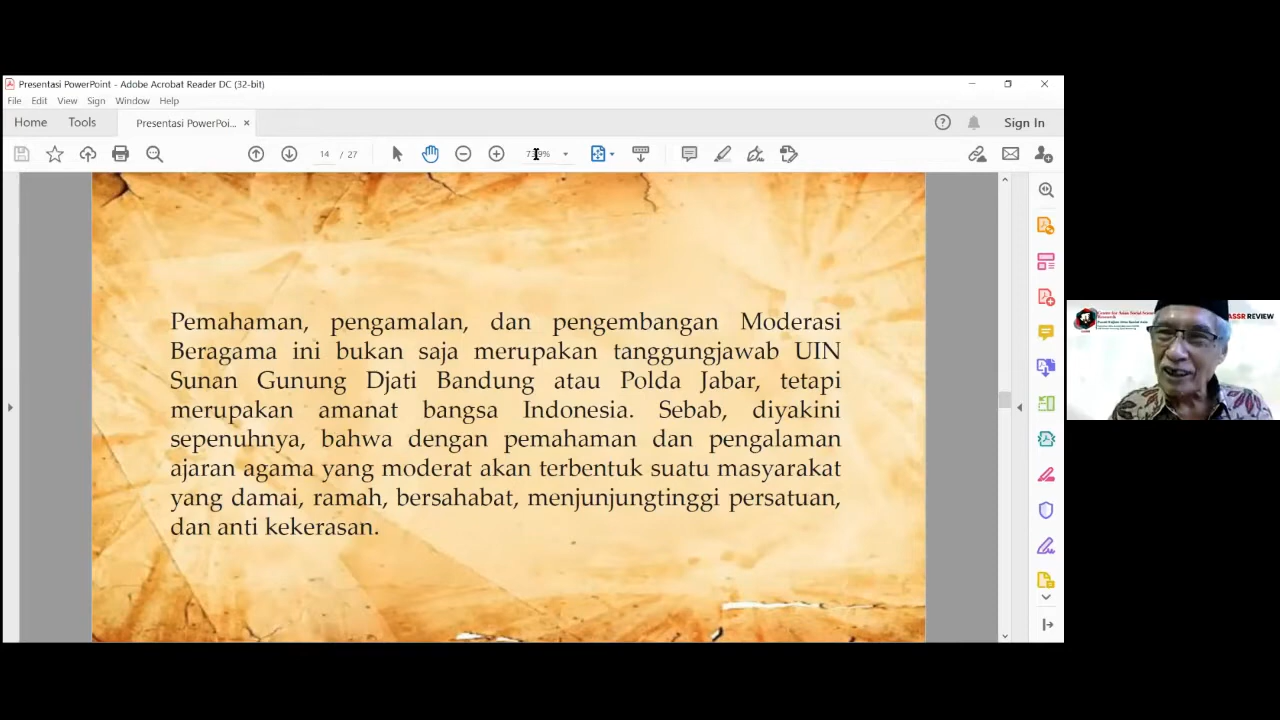 Presentasi PowerPoint - Adobe Acrobat Reader DC (32-bit)
File Edit View Sign Window Help
Home Tools Presentasi PowerPoi... × Sign In
14 / 27
Pemahaman, pengamalan, dan pengembangan Moderasi
Beragama ini bukan saja merupakan tanggungjawab UIN
Sunan Gunung Djati Bandung atau Polda Jabar, tetapi
merupakan amanat bangsa Indonesia. Sebab, diyakini
sepenuhnya, bahwa dengan pemahaman dan pengalaman
ajaran agama yang moderat akan terbentuk suatu masyarakat
yang damai, ramah, bersahabat, menjunjungtinggi persatuan,
dan anti kekerasan.
REVIEW